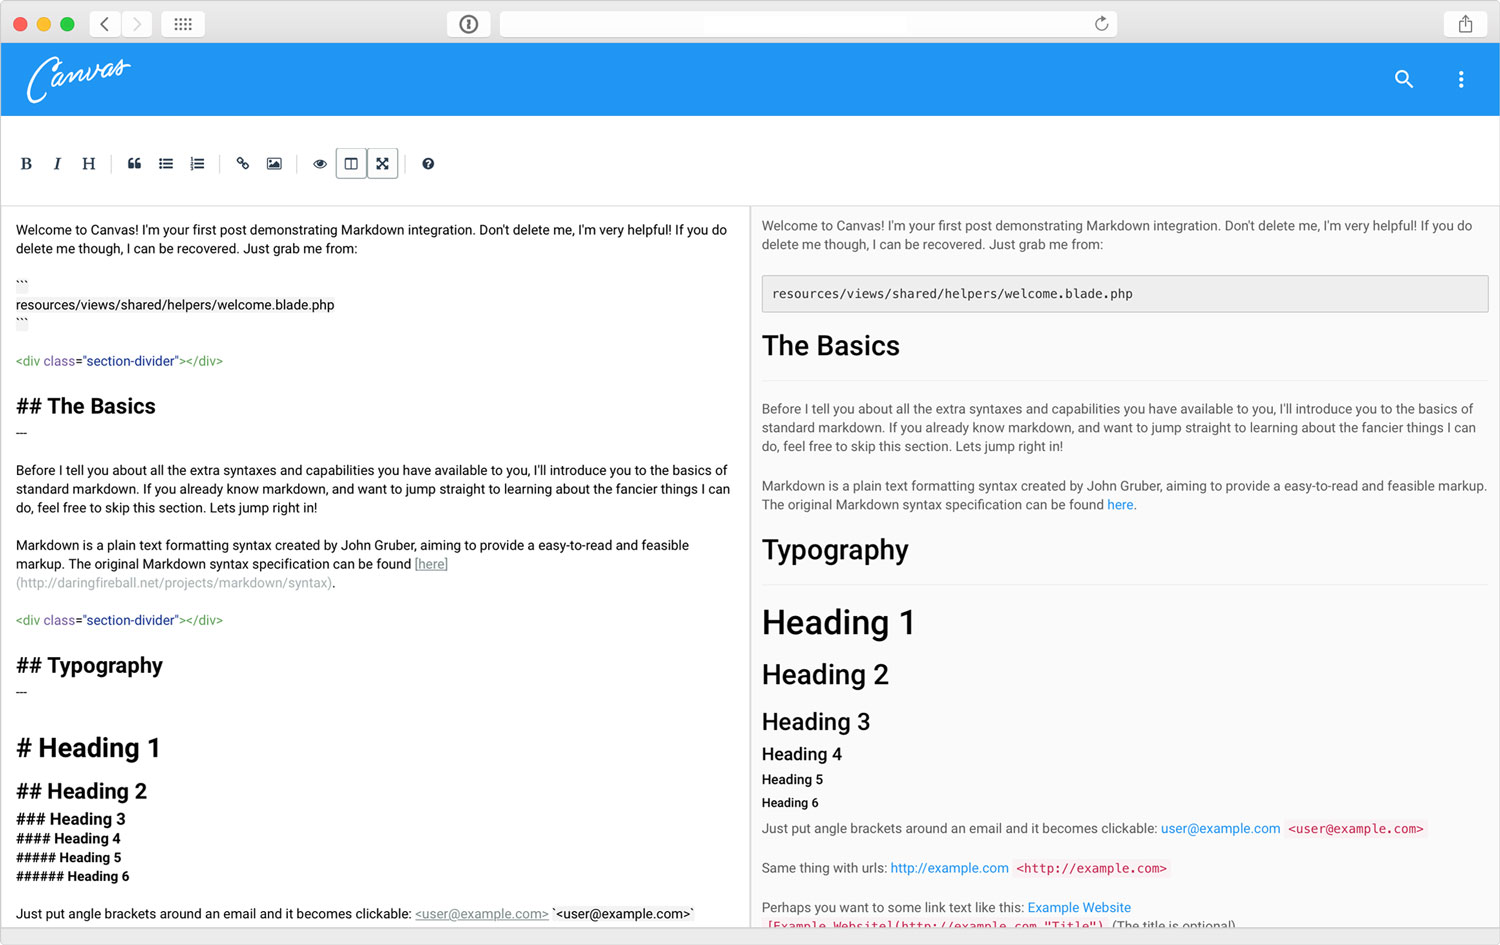 Canvas
B I H
Welcome to Canvas! I'm your first post demonstrating Markdown integration. Don't delete me, I'm very helpful! If you do
delete me though, I can be recovered. Just grab me from:
```
resources/views/shared/helpers/welcome.blade.php
```
<div class="section-divider"></div>
## The Basics
---
Before I tell you about all the extra syntaxes and capabilities you have available to you, I'll introduce you to the basics of
standard markdown. If you already know markdown, and want to jump straight to learning about the fancier things I can
do, feel free to skip this section. Lets jump right in!
Markdown is a plain text formatting syntax created by John Gruber, aiming to provide a easy-to-read and feasible
markup. The original Markdown syntax specification can be found [here]
(http://daringfireball.net/projects/markdown/syntax).
<div class="section-divider"></div>
## Typography
---
# Heading 1
## Heading 2
### Heading 3
#### Heading 4
##### Heading 5
###### Heading 6
Just put angle brackets around an email and it becomes clickable: <user@example.com> `<user@example.com>`
Welcome to Canvas! I'm your first post demonstrating Markdown integration. Don't delete me, I'm very helpful! If you do
delete me though, I can be recovered. Just grab me from:
resources/views/shared/helpers/welcome.blade.php
The Basics
Before I tell you about all the extra syntaxes and capabilities you have available to you, I'll introduce you to the basics of
standard markdown. If you already know markdown, and want to jump straight to learning about the fancier things I can
do, feel free to skip this section. Lets jump right in!
Markdown is a plain text formatting syntax created by John Gruber, aiming to provide a easy-to-read and feasible markup.
The original Markdown syntax specification can be found here.
Typography
Heading 1
Heading 2
Heading 3
Heading 4
Heading 5
Heading 6
Just put angle brackets around an email and it becomes clickable: user@example.com <user@example.com>
Same thing with urls: http://example.com <http://example.com>
Perhaps you want to some link text like this: Example Website
[Example Website](http://example.com "Title") (The title is optional)